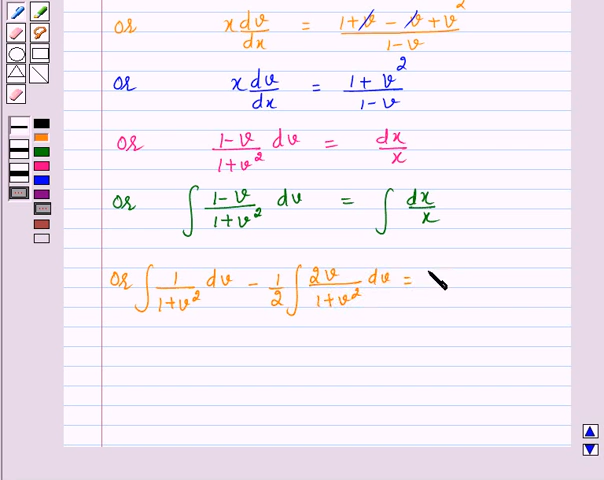 or x dv/dx = (1 + v - v + v²)/(1 - v)
or x dv/dx = (1 + v²)/(1 - v)
or (1 - v)/(1 + v²) dv = dx/x
or ∫ (1 - v)/(1 + v²) dv = ∫ dx/x
or ∫ 1/(1 + v²) dv - 1/2 ∫ 2v/(1 + v²) dv =